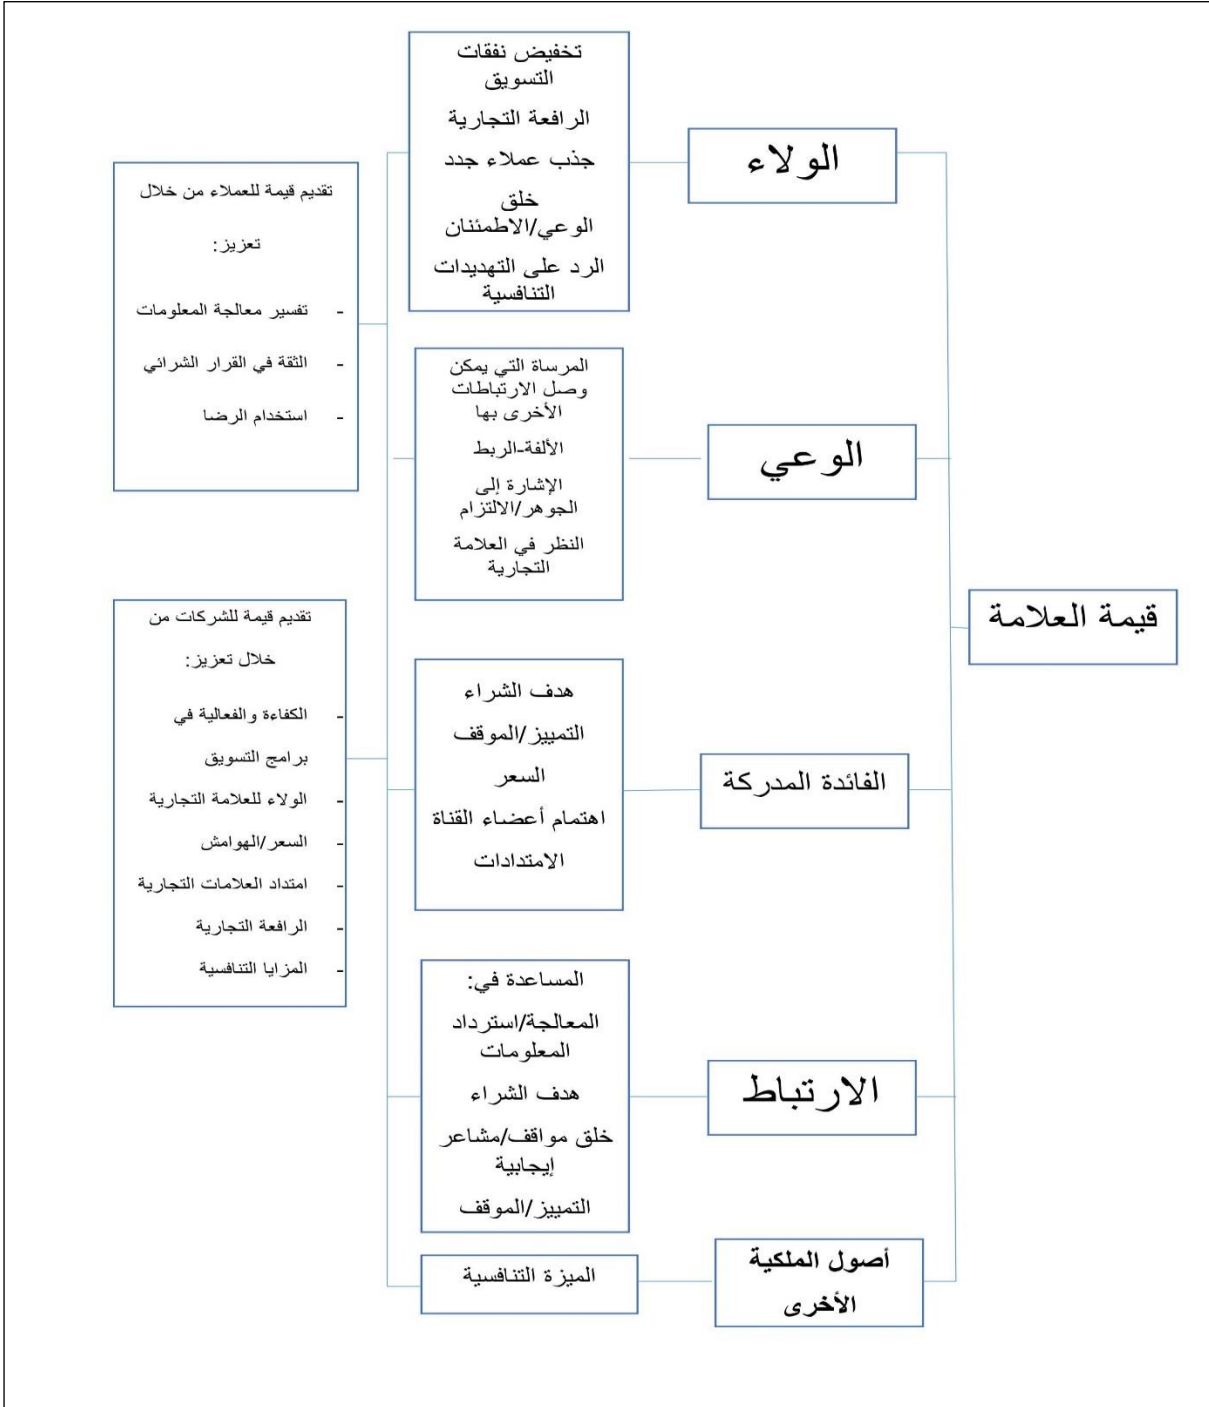 قيمة العلامة
الولاء
تخفيض نفقات
التسويق
الرافعة التجارية
جذب عملاء جدد
خلق
الوعي/الاطمئنان
الرد على التهديدات
التنافسية
الوعي
المرساة التي يمكن
وصل الارتباطات
الأخرى بها
الألفة-الربط
الإشارة إلى
الجوهر/الالتزام
النظر في العلامة
التجارية
الفائدة المدركة
هدف الشراء
التمييز/الموقف
السعر
اهتمام أعضاء القناة
الامتدادات
الارتباط
المساعدة في:
المعالجة/استرداد
المعلومات
هدف الشراء
خلق مواقف/مشاعر
إيجابية
التمييز/الموقف
أصول الملكية
الأخرى
الميزة التنافسية
تقديم قيمة للعملاء من خلال
تعزيز:
- تفسير معالجة المعلومات
- الثقة في القرار الشرائي
- استخدام الرضا
تقديم قيمة للشركات من
خلال تعزيز:
- الكفاءة والفعالية في
برامج التسويق
- الولاء للعلامة التجارية
- السعر/الهوامش
- امتداد العلامات التجارية
- الرافعة التجارية
- المزايا التنافسية